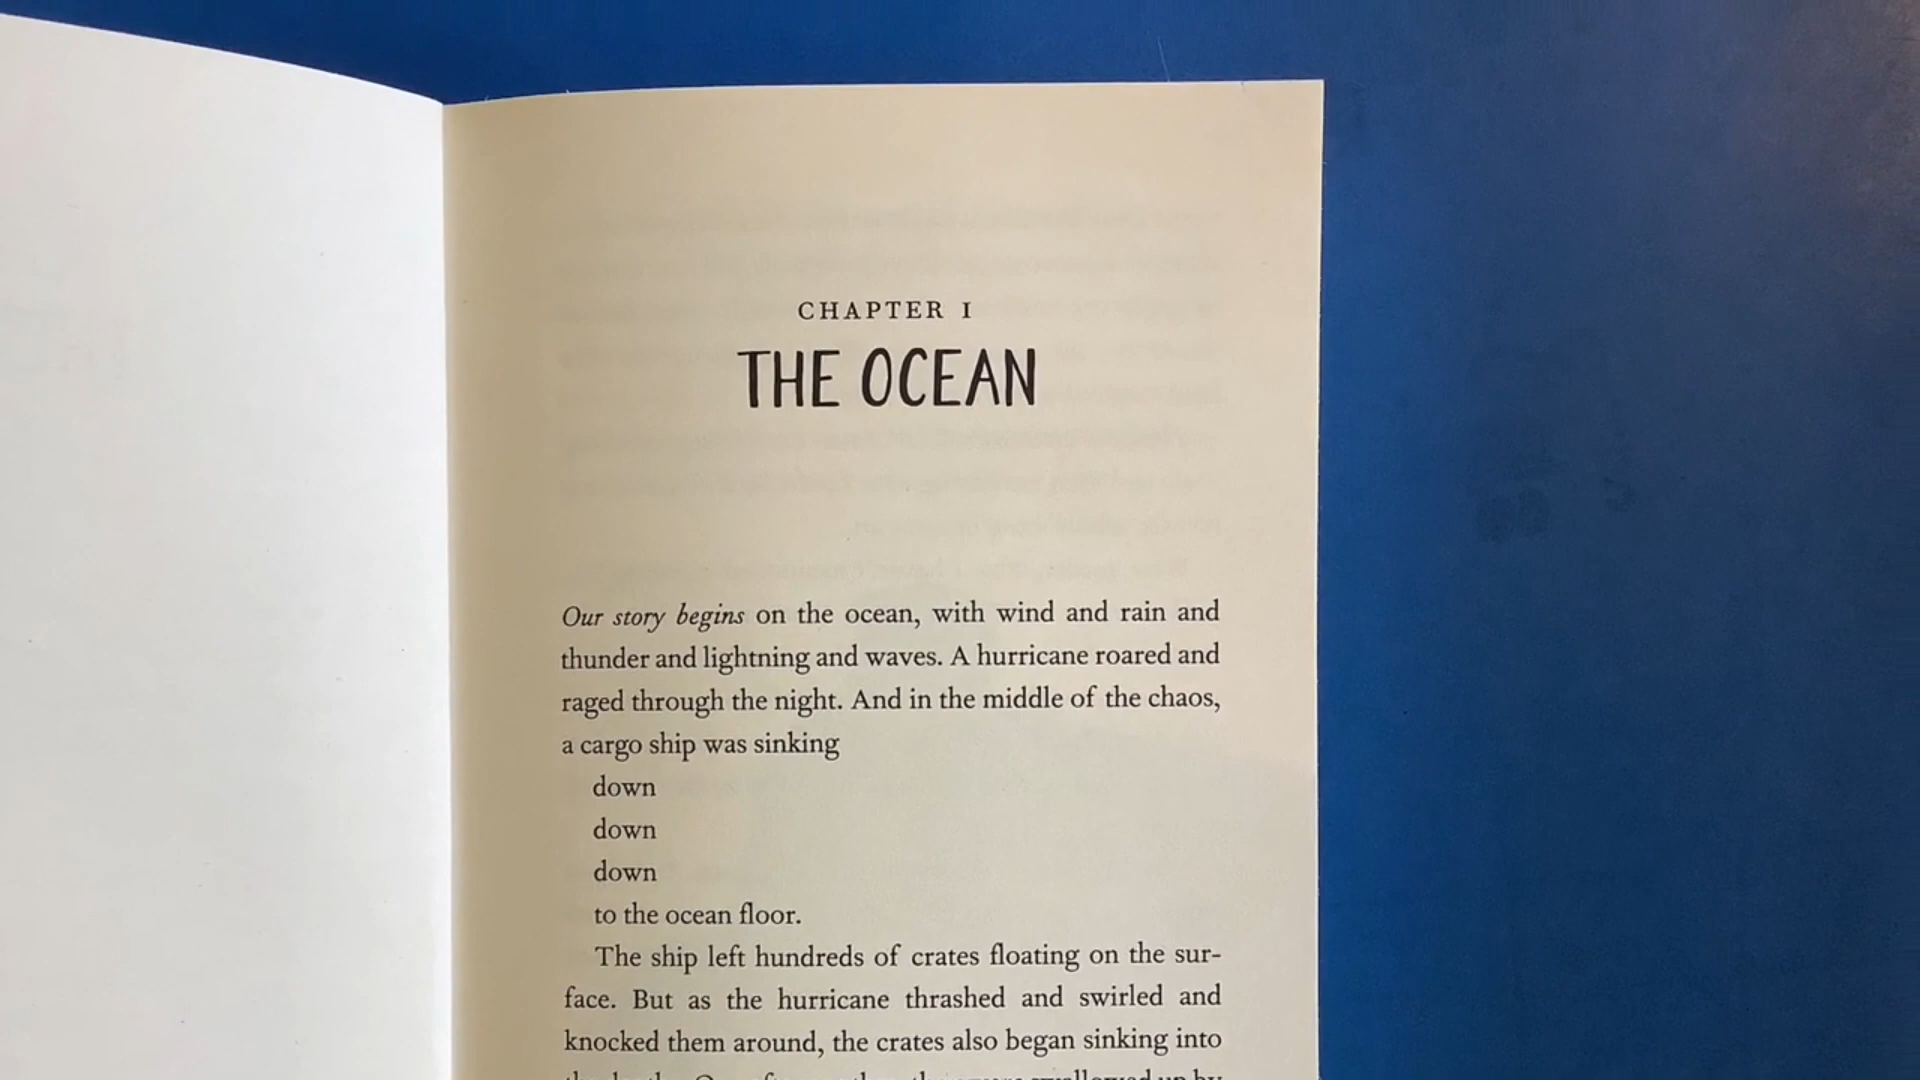 CHAPTER 1
THE OCEAN
Our story begins on the ocean, with wind and rain and
thunder and lightning and waves. A hurricane roared and
raged through the night. And in the middle of the chaos,
a cargo ship was sinking
down
down
down
to the ocean floor.
The ship left hundreds of crates floating on the sur-
face. But as the hurricane thrashed and swirled and
knocked them around, the crates also began sinking into